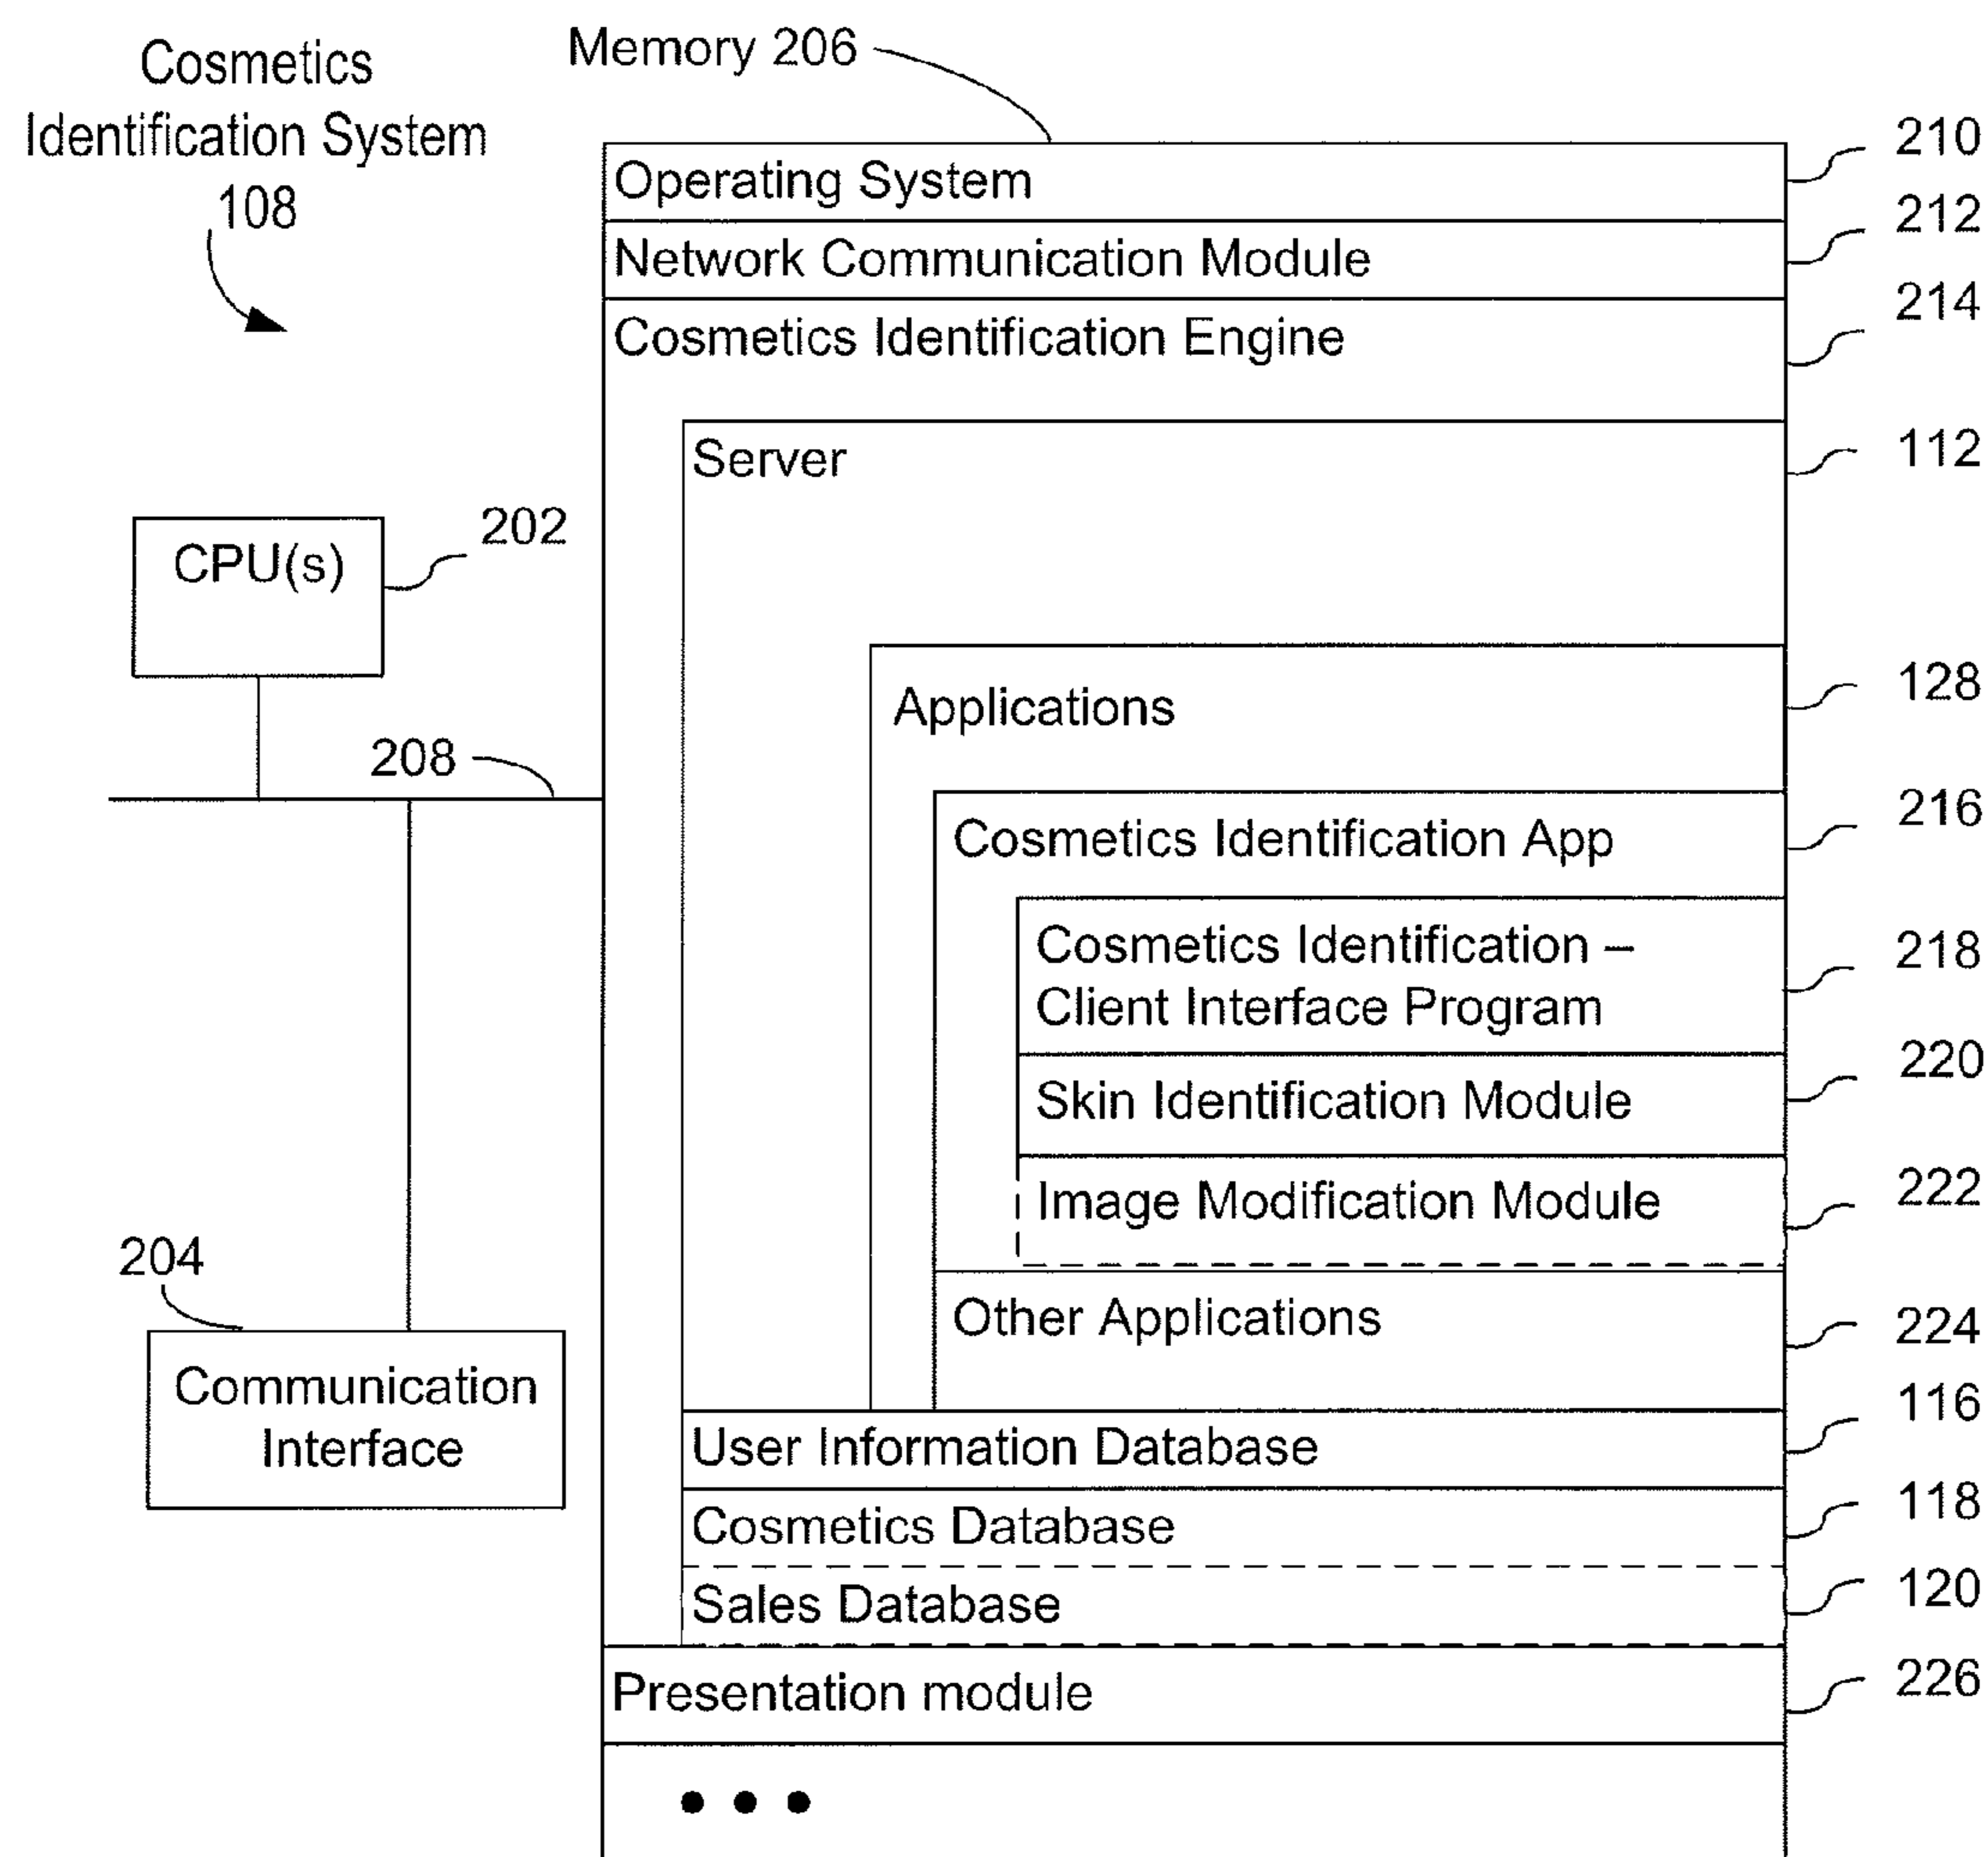 Cosmetics
Identification System
108
Memory 206
Operating System
210
Network Communication Module
212
Cosmetics Identification Engine
214
Server
112
CPU(s)
202
Applications
128
208
Cosmetics Identification App
216
Cosmetics Identification –
Client Interface Program
218
Skin Identification Module
220
Image Modification Module
222
204
Communication
Interface
Other Applications
224
User Information Database
116
Cosmetics Database
118
Sales Database
120
Presentation module
226
• • •